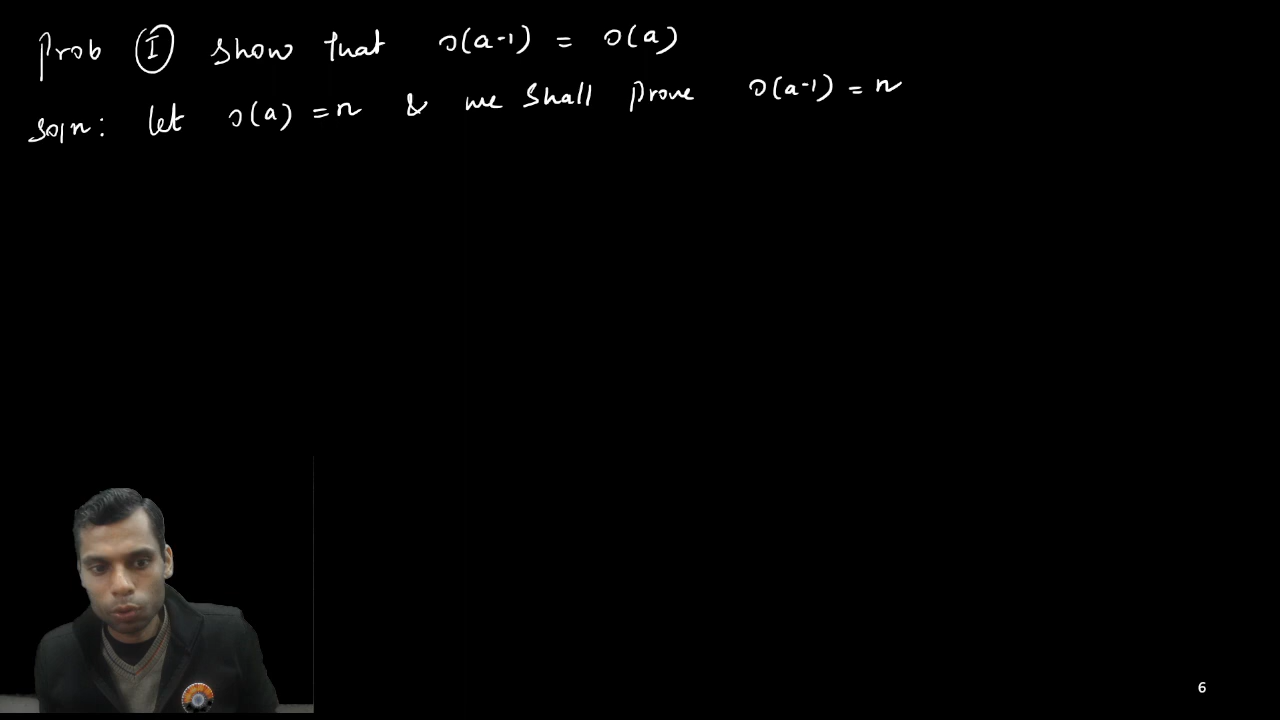 Prob Ⓘ show that o(a-1) = o(a)
Soln: let o(a) = n & we shall prove o(a-1) = n
6